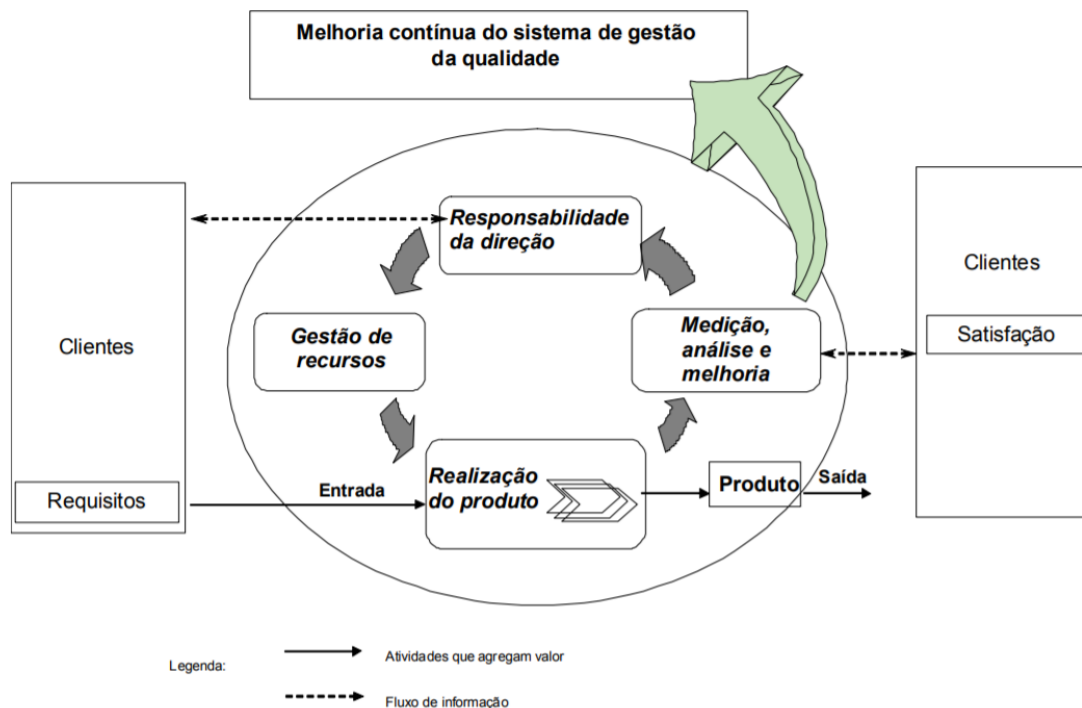 Melhoria contínua do sistema de gestão
da qualidade
Responsabilidade
da direção
Clientes
Clientes
Gestão de
recursos
Medição,
análise e
melhoria
Satisfação
Requisitos
Entrada
Realização
do produto
Produto
Saída
Legenda:
Atividades que agregam valor
Fluxo de informação